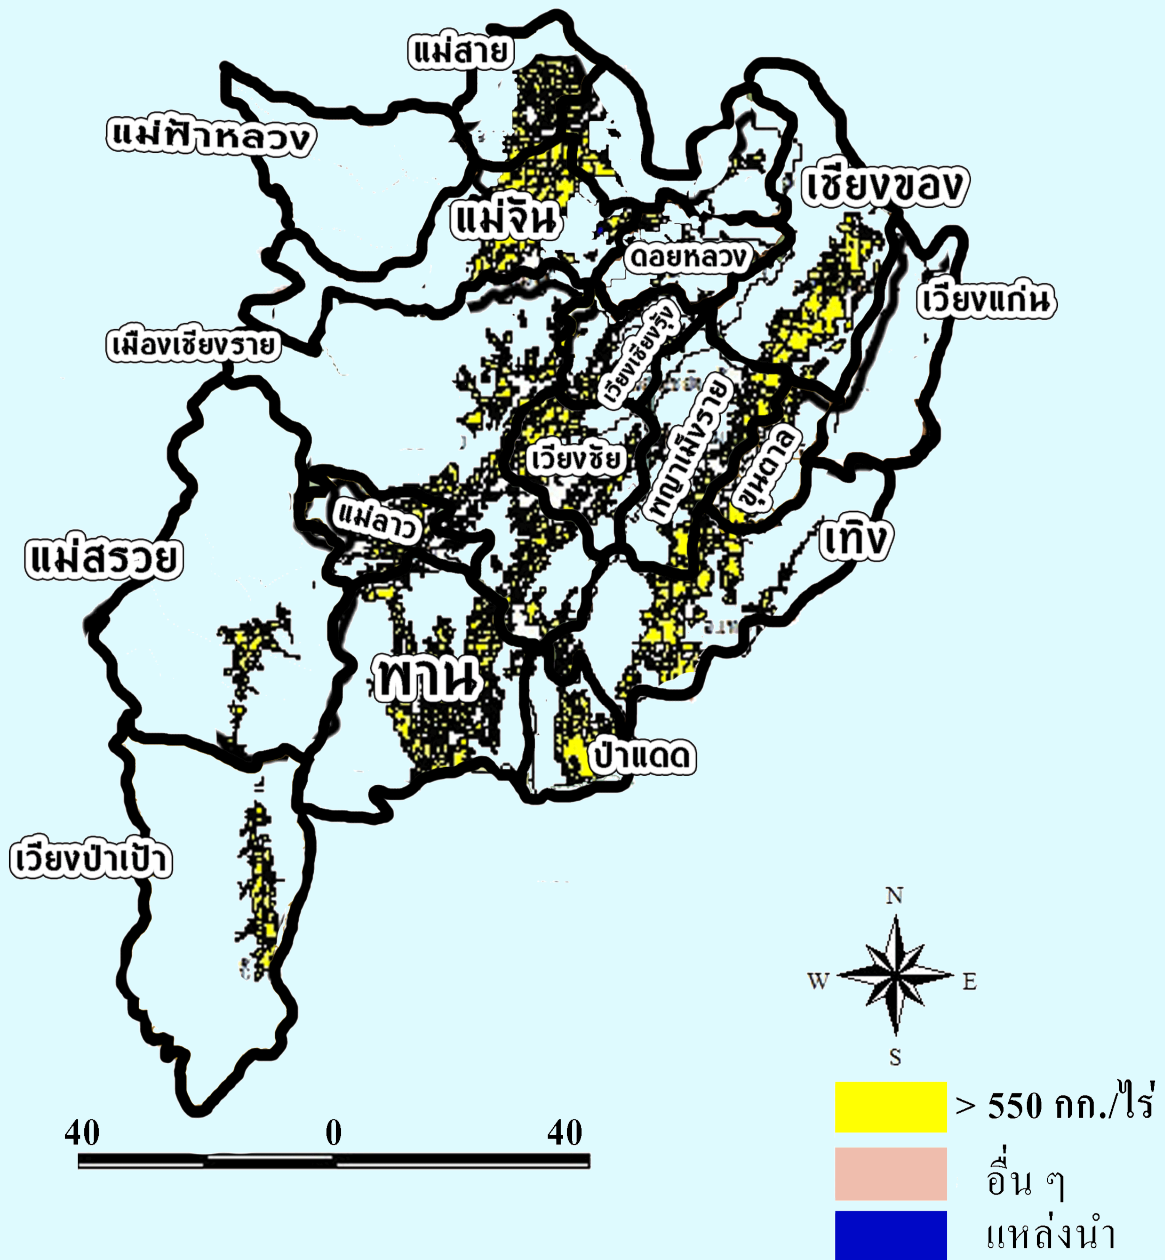 แม่สาย
แม่ฟ้าหลวง
เชียงของ
แม่จัน
ดอยหลวง
เวียงแก่น
เมืองเชียงราย
เวียงเชียงรุ้ง
พญาเม็งราย
เวียงชัย
ขุนตาล
แม่ลาว
เทิง
แม่สรวย
พาน
ป่าแดด
เวียงป่าเป้า
N
W E
S
> 550 กก./ไร่
40 0 40
อื่น ๆ
แหล่งนำ